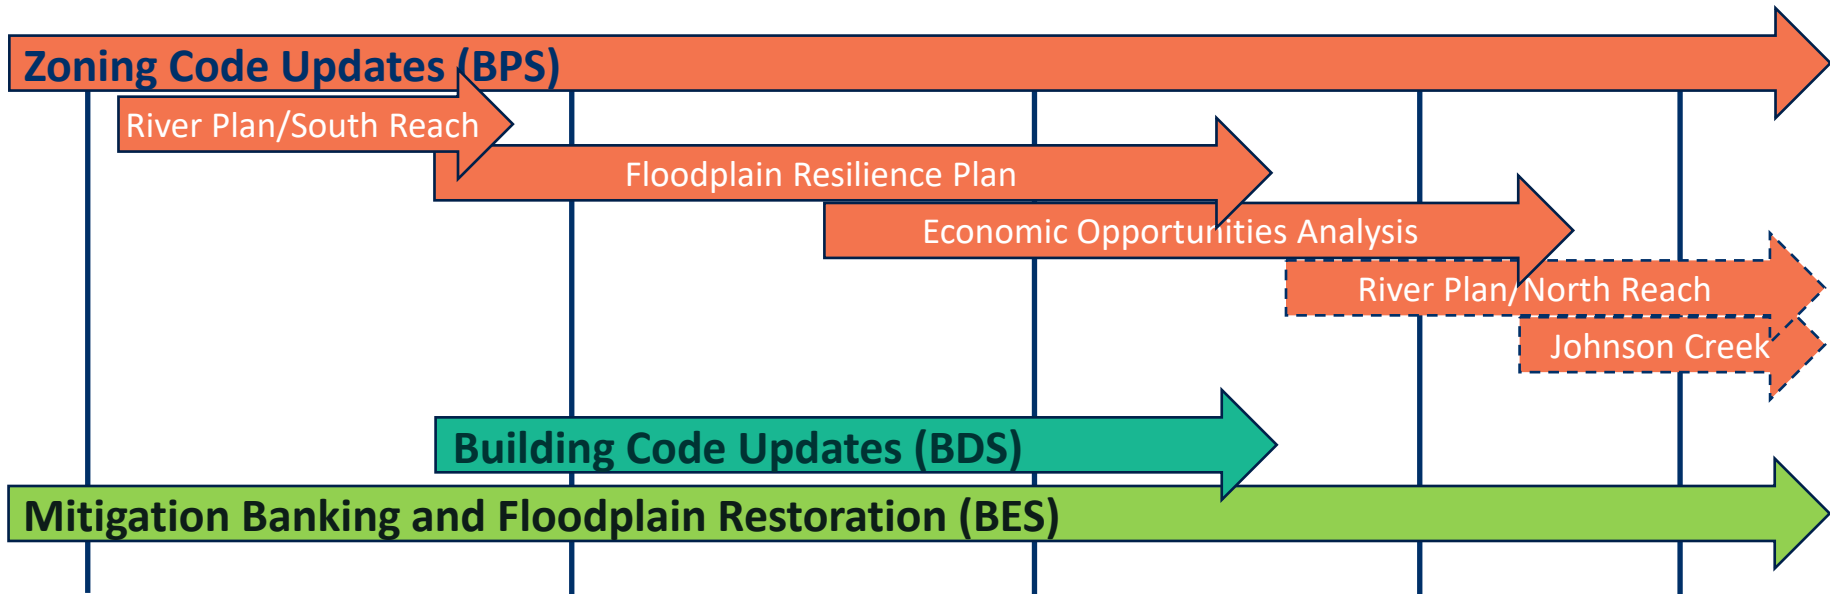 Zoning Code Updates (BPS)
River Plan/South Reach
Floodplain Resilience Plan
Economic Opportunities Analysis
River Plan/North Reach
Johnson Creek
Building Code Updates (BDS)
Mitigation Banking and Floodplain Restoration (BES)